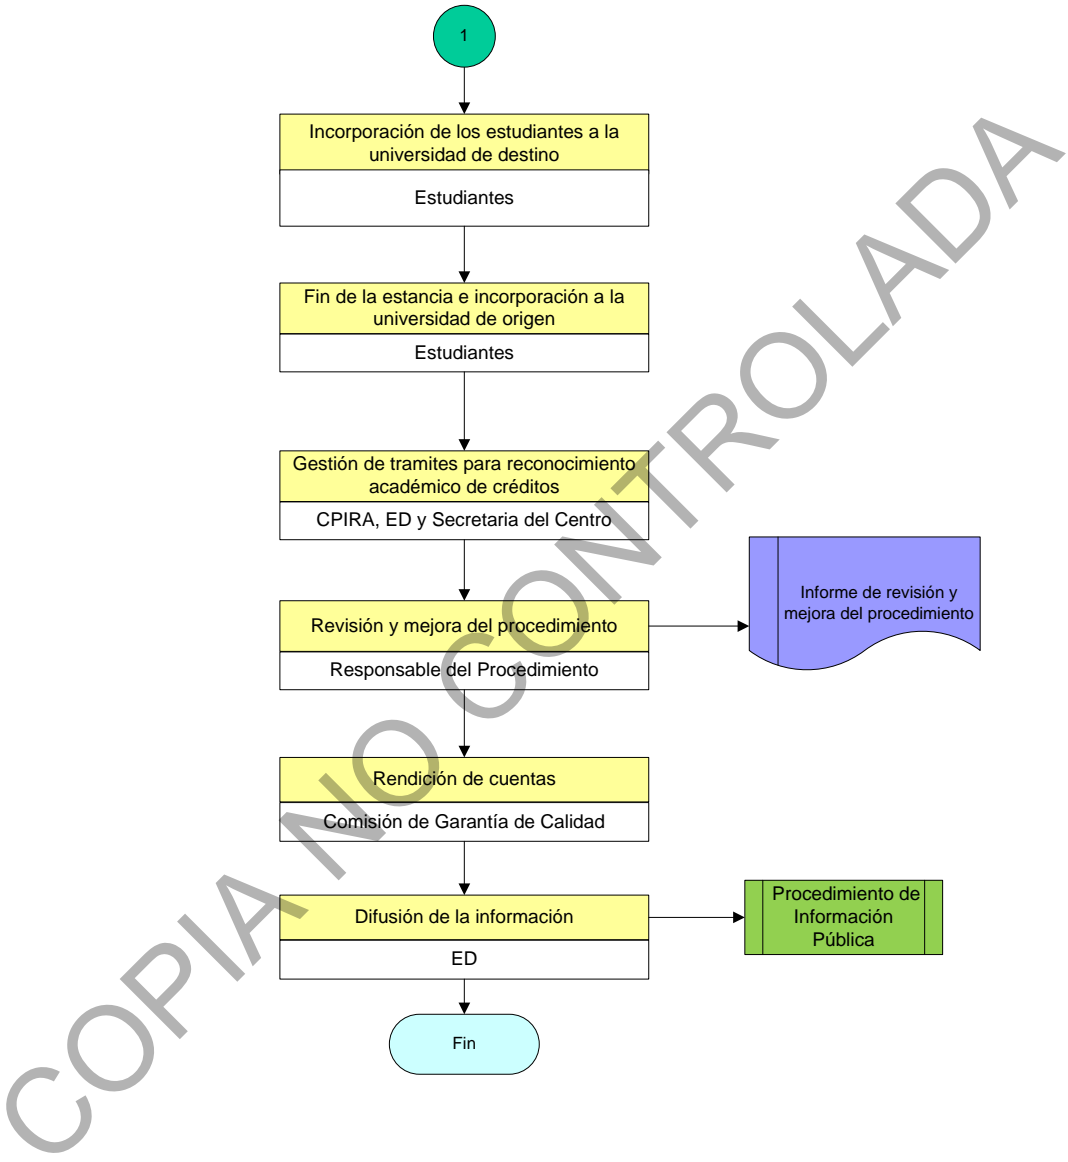 1
Incorporación de los estudiantes a la
universidad de destino
Estudiantes
Fin de la estancia e incorporación a la
universidad de origen
Estudiantes
Gestión de tramites para reconocimiento
académico de créditos
CPIRA, ED y Secretaria del Centro
Revisión y mejora del procedimiento
Responsable del Procedimiento
Informe de revisión y
mejora del procedimiento
Rendición de cuentas
Comisión de Garantía de Calidad
Difusión de la información
ED
Procedimiento de
Información
Pública
Fin
COPIA NO CONTROLADA